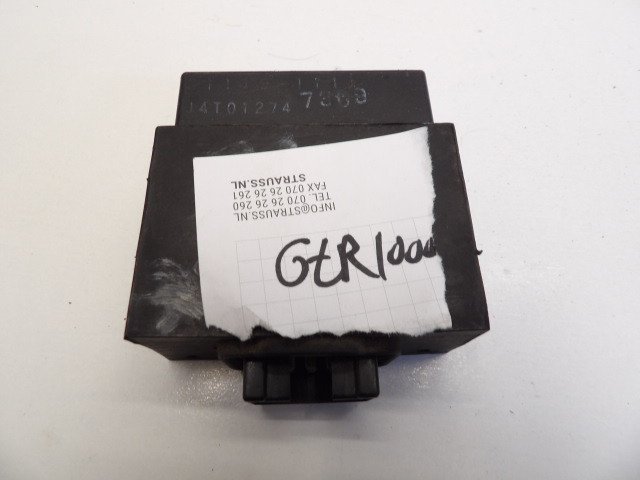 J4T01274 7369
INFO@STRAUSS.NL
TEL. 070 26 26 260
FAX 070 26 26 261
STRAUSS.NL
GtR1000